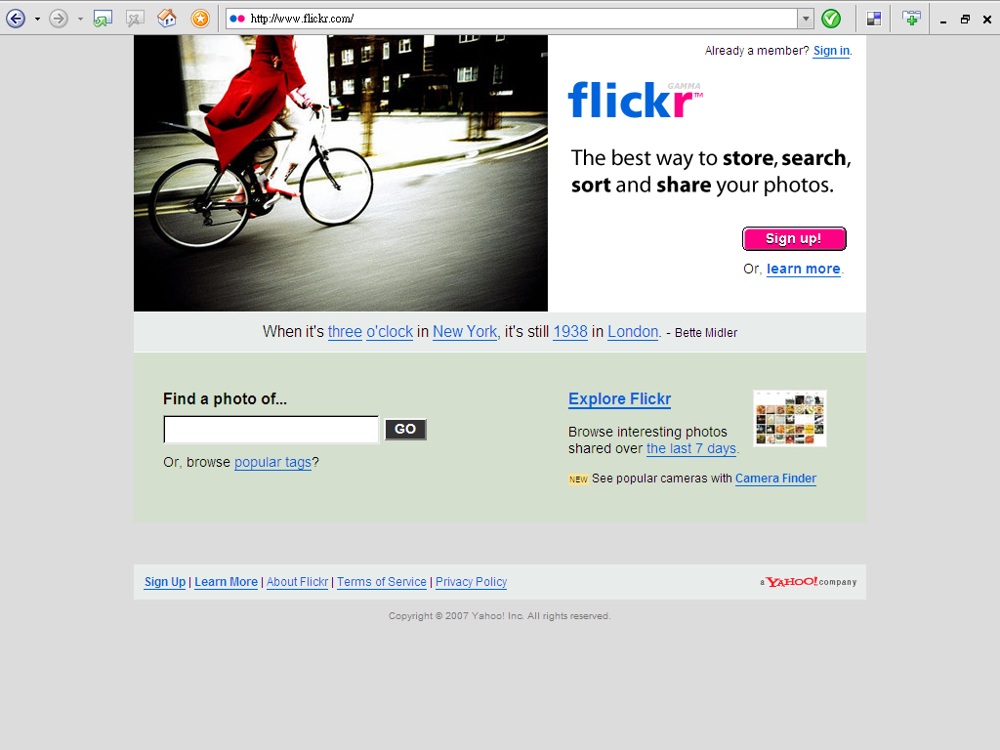 http://www.flickr.com/
Already a member? Sign in.
flickr GAMMA™
The best way to store, search,
sort and share your photos.
Sign up!
Or, learn more.
When it's three o'clock in New York, it's still 1938 in London. - Bette Midler
Find a photo of...
GO
Or, browse popular tags?
Explore Flickr
Browse interesting photos
shared over the last 7 days.
NEW See popular cameras with Camera Finder
Sign Up | Learn More | About Flickr | Terms of Service | Privacy Policy
a YAHOO! company
Copyright © 2007 Yahoo! Inc. All rights reserved.